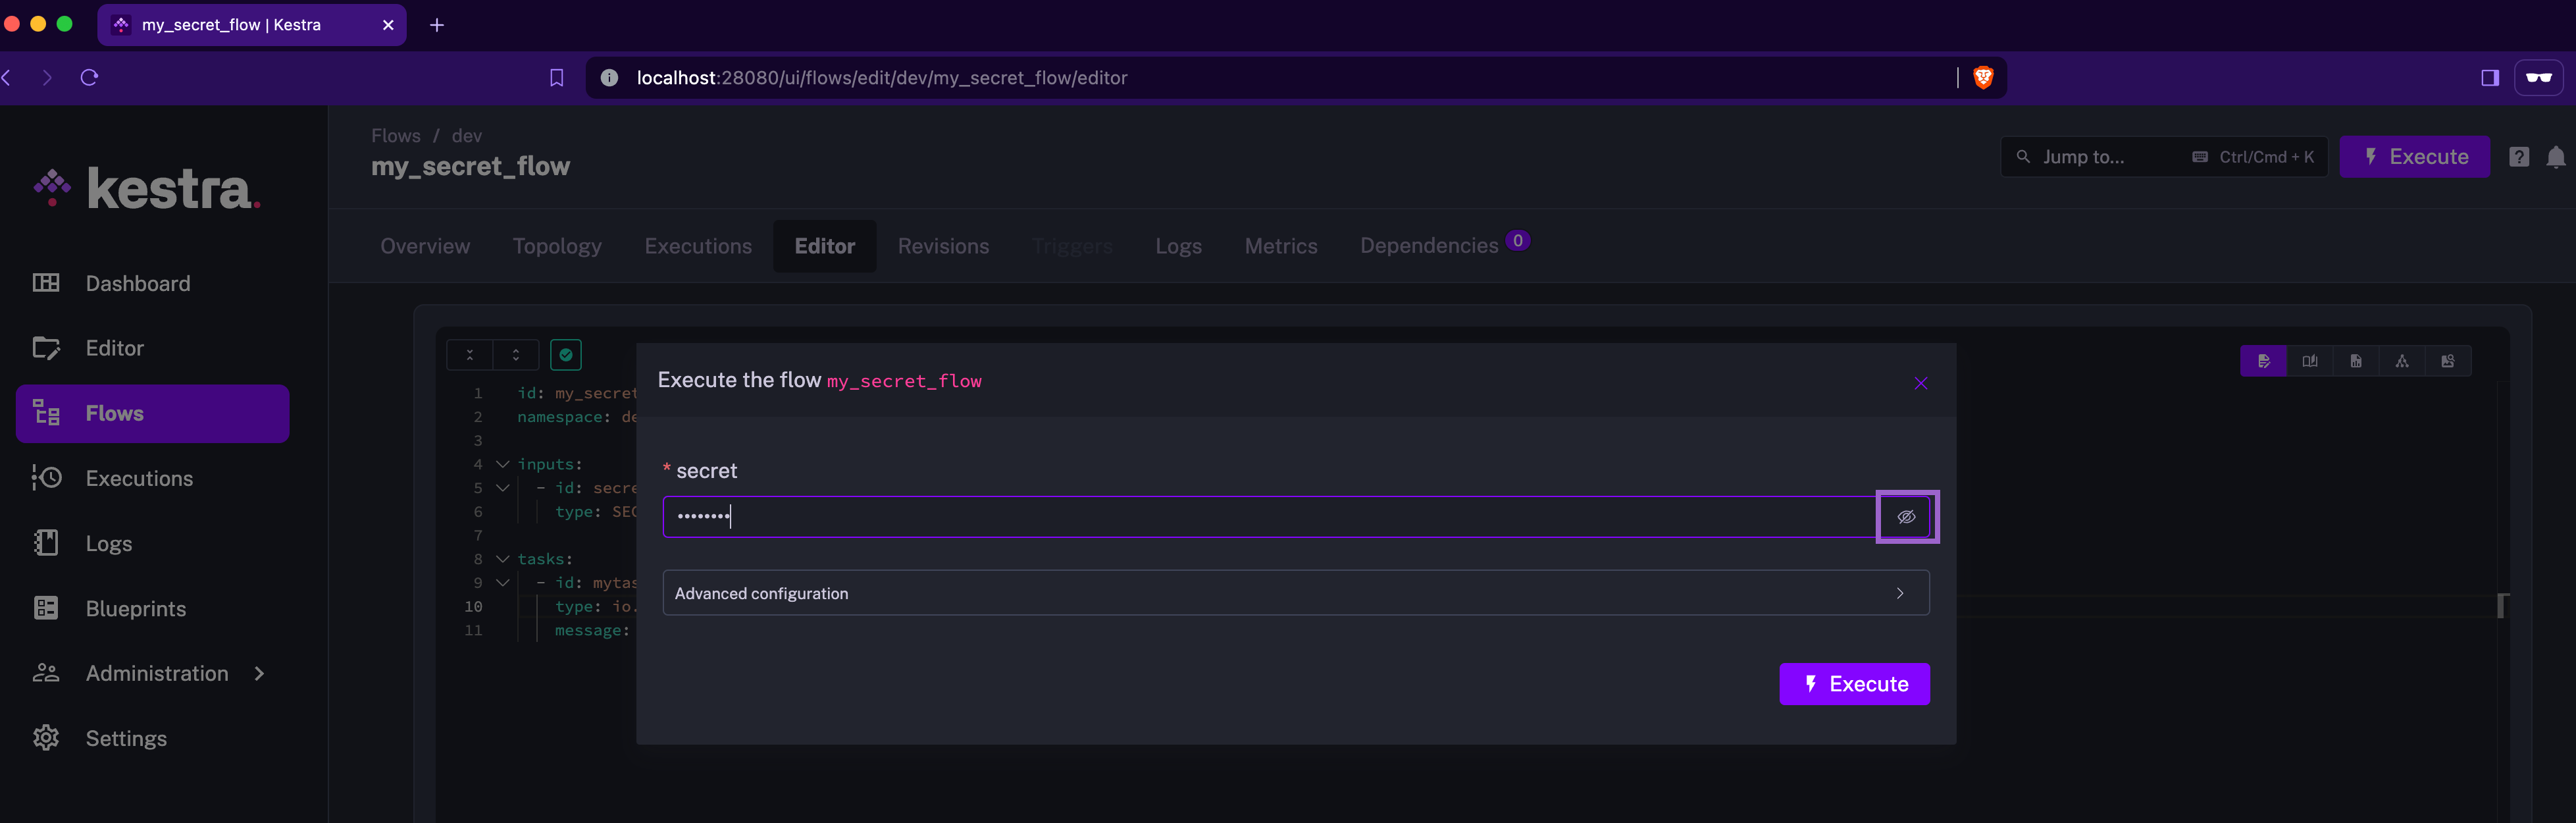 my_secret_flow | Kestra
localhost:28080/ui/flows/edit/dev/my_secret_flow/editor
Flows / dev
my_secret_flow
Jump to...
Ctrl/Cmd + K
Execute
kestra.
Overview
Topology
Executions
Editor
Revisions
Triggers
Logs
Metrics
Dependencies 0
Dashboard
Editor
Flows
Executions
Logs
Blueprints
Administration
Settings
1 id: my_secret
2 namespace: de
3
4 inputs:
5 - id: secre
6 type: SEC
7
8 tasks:
9 - id: mytas
10 type: io.
11 message:
Execute the flow my_secret_flow
* secret
••••••••
Advanced configuration
Execute